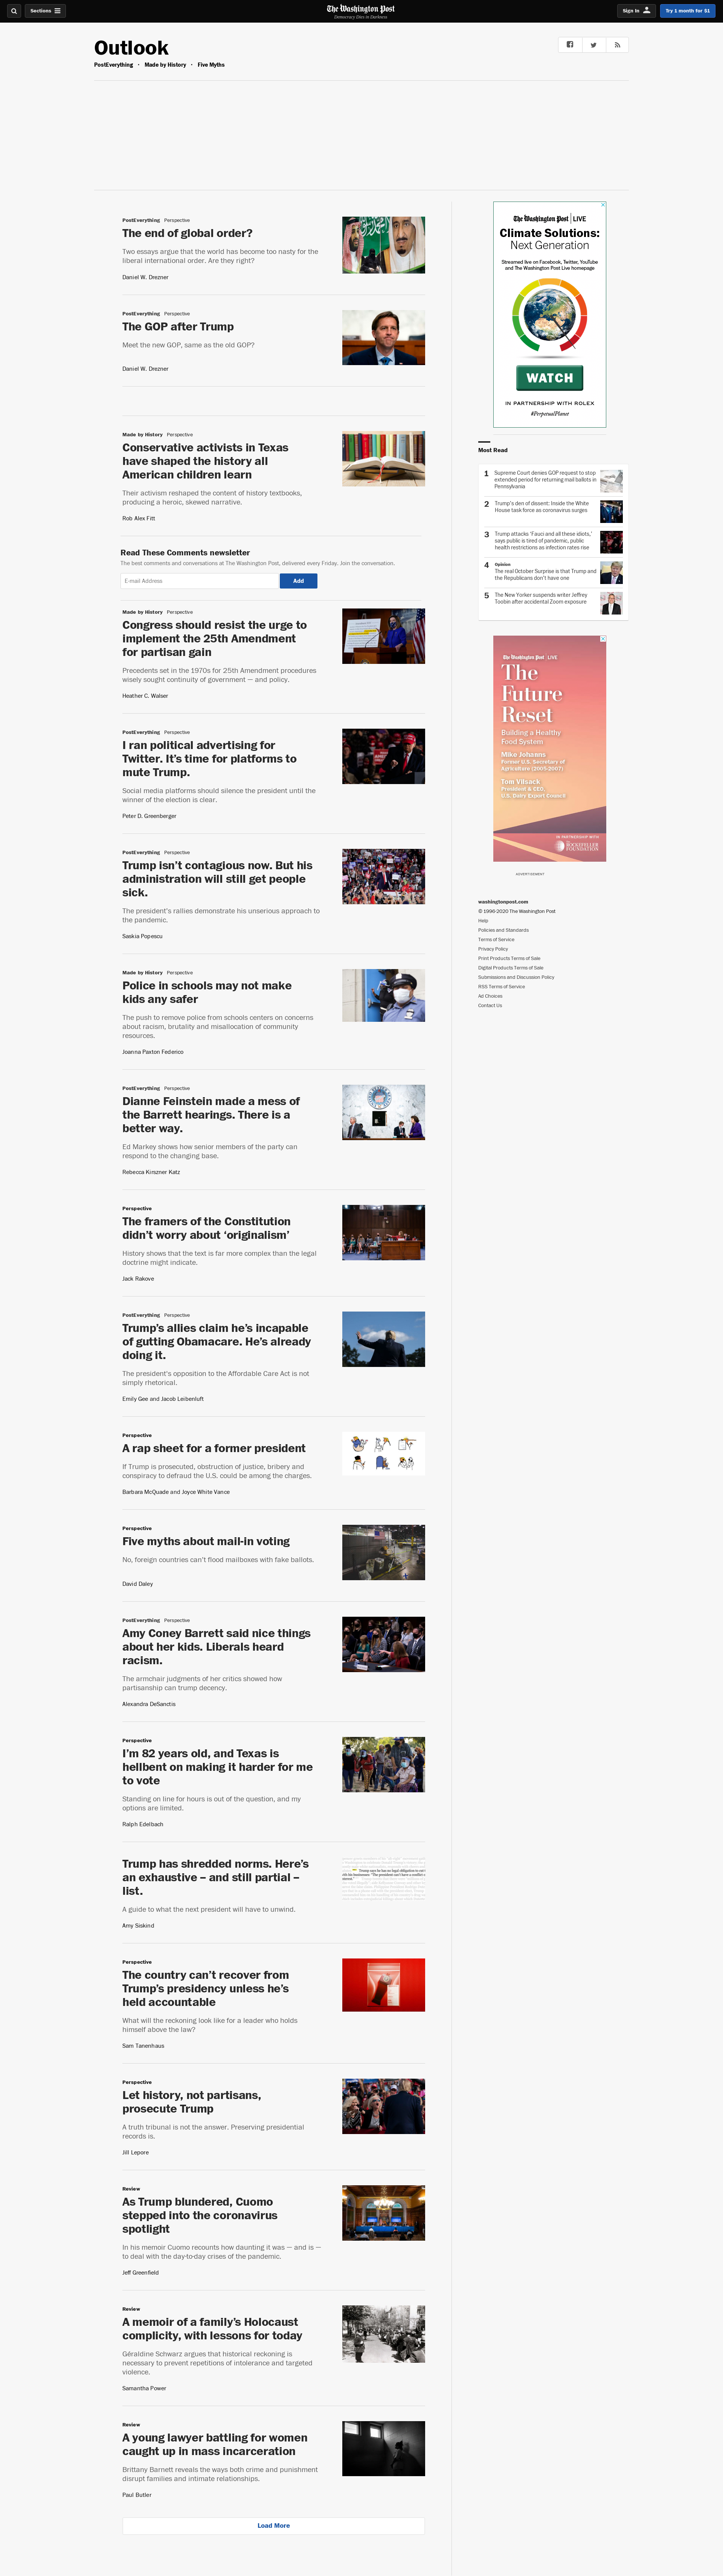 Sections
The Washington Post
Democracy Dies in Darkness
Sign In
Try 1 month for $1
Outlook
PostEverything • Made by History • Five Myths
PostEverything Perspective
The end of global order?
Two essays argue that the world has become too nasty for the
liberal international order. Are they right?
Daniel W. Drezner
PostEverything Perspective
The GOP after Trump
Meet the new GOP, same as the old GOP?
Daniel W. Drezner
Made by History Perspective
Conservative activists in Texas
have shaped the history all
American children learn
Their activism reshaped the content of history textbooks,
producing a heroic, skewed narrative.
Rob Alex Fitt
Read These Comments newsletter
The best comments and conversations at The Washington Post, delivered every Friday. Join the conversation.
E-mail Address
Add
Made by History Perspective
Congress should resist the urge to
implement the 25th Amendment
for partisan gain
Precedents set in the 1970s for 25th Amendment procedures
wisely sought continuity of government — and policy.
Heather C. Walser
PostEverything Perspective
I ran political advertising for
Twitter. It’s time for platforms to
mute Trump.
Social media platforms should silence the president until the
winner of the election is clear.
Peter D. Greenberger
PostEverything Perspective
Trump isn’t contagious now. But his
administration will still get people
sick.
The president’s rallies demonstrate his unserious approach to
the pandemic.
Saskia Popescu
Made by History Perspective
Police in schools may not make
kids any safer
The push to remove police from schools centers on concerns
about racism, brutality and misallocation of community
resources.
Joanna Paxton Federico
PostEverything Perspective
Dianne Feinstein made a mess of
the Barrett hearings. There is a
better way.
Ed Markey shows how senior members of the party can
respond to the changing base.
Rebecca Kirszner Katz
Perspective
The framers of the Constitution
didn’t worry about ‘originalism’
History shows that the text is far more complex than the legal
doctrine might indicate.
Jack Rakove
PostEverything Perspective
Trump’s allies claim he’s incapable
of gutting Obamacare. He’s already
doing it.
The president’s opposition to the Affordable Care Act is not
simply rhetorical.
Emily Gee and Jacob Leibenluft
Perspective
A rap sheet for a former president
If Trump is prosecuted, obstruction of justice, bribery and
conspiracy to defraud the U.S. could be among the charges.
Barbara McQuade and Joyce White Vance
Perspective
Five myths about mail-in voting
No, foreign countries can’t flood mailboxes with fake ballots.
David Daley
PostEverything Perspective
Amy Coney Barrett said nice things
about her kids. Liberals heard
racism.
The armchair judgments of her critics showed how
partisanship can trump decency.
Alexandra DeSanctis
Perspective
I’m 82 years old, and Texas is
hellbent on making it harder for me
to vote
Standing on line for hours is out of the question, and my
options are limited.
Ralph Edelbach
Trump has shredded norms. Here’s
an exhaustive – and still partial –
list.
A guide to what the next president will have to unwind.
Amy Siskind
Perspective
The country can’t recover from
Trump’s presidency unless he’s
held accountable
What will the reckoning look like for a leader who holds
himself above the law?
Sam Tanenhaus
Perspective
Let history, not partisans,
prosecute Trump
A truth tribunal is not the answer. Preserving presidential
records is.
Jill Lepore
Review
As Trump blundered, Cuomo
stepped into the coronavirus
spotlight
In his memoir Cuomo recounts how daunting it was — and is —
to deal with the day-to-day crises of the pandemic.
Jeff Greenfield
Review
A memoir of a family’s Holocaust
complicity, with lessons for today
Géraldine Schwarz argues that historical reckoning is
necessary to prevent repetitions of intolerance and targeted
violence.
Samantha Power
Review
A young lawyer battling for women
caught up in mass incarceration
Brittany Barnett reveals the ways both crime and punishment
disrupt families and intimate relationships.
Paul Butler
Load More
The Washington Post LIVE
Climate Solutions:
Next Generation
Streamed live on Facebook, Twitter, YouTube
and The Washington Post Live homepage
WATCH
IN PARTNERSHIP WITH ROLEX
#PerpetualPlanet
Most Read
1 Supreme Court denies GOP request to stop
extended period for returning mail ballots in
Pennsylvania
2 Trump’s den of dissent: Inside the White
House task force as coronavirus surges
3 Trump attacks ‘Fauci and all these idiots,’
says public is tired of pandemic, public
health restrictions as infection rates rise
4 Opinion
The real October Surprise is that Trump and
the Republicans don’t have one
5 The New Yorker suspends writer Jeffrey
Toobin after accidental Zoom exposure
The Washington Post LIVE
The
Future
Reset
Building a Healthy
Food System
Mike Johanns
Former U.S. Secretary of
Agriculture (2005-2007)
Tom Vilsack
President & CEO,
U.S. Dairy Export Council
IN PARTNERSHIP WITH
The ROCKEFELLER
FOUNDATION
ADVERTISEMENT
washingtonpost.com
© 1996-2020 The Washington Post
Help
Policies and Standards
Terms of Service
Privacy Policy
Print Products Terms of Sale
Digital Products Terms of Sale
Submissions and Discussion Policy
RSS Terms of Service
Ad Choices
Contact Us